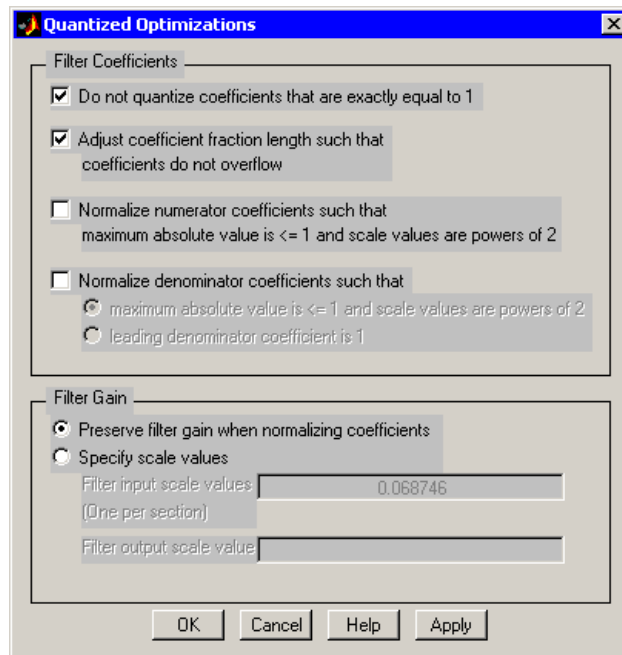 Quantized Optimizations
Filter Coefficients
Do not quantize coefficients that are exactly equal to 1
Adjust coefficient fraction length such that
coefficients do not overflow
Normalize numerator coefficients such that
maximum absolute value is <= 1 and scale values are powers of 2
Normalize denominator coefficients such that
maximum absolute value is <= 1 and scale values are powers of 2
leading denominator coefficient is 1
Filter Gain
Preserve filter gain when normalizing coefficients
Specify scale values
Filter input scale values 0.068746
(One per section)
Filter output scale value
OK Cancel Help Apply